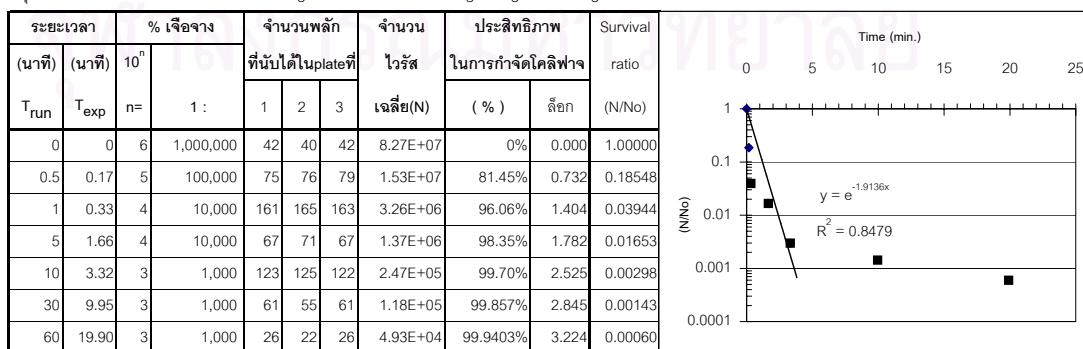 ระยะเวลา % เจือจาง จำนวนพลัก จำนวน ประสิทธิภาพ Survival
(นาที) (นาที) 10^n ที่นับได้ในplateที่ ไวรัส ในการกำจัดโคลิฟาจ ratio
T_run T_exp n= 1 : 1 2 3 เฉลี่ย(N) ( % ) ล็อก (N/No)
0 0 6 1,000,000 42 40 42 8.27E+07 0% 0.000 1.00000
0.5 0.17 5 100,000 75 76 79 1.53E+07 81.45% 0.732 0.18548
1 0.33 4 10,000 161 165 163 3.26E+06 96.06% 1.404 0.03944
5 1.66 4 10,000 67 71 67 1.37E+06 98.35% 1.782 0.01653
10 3.32 3 1,000 123 125 122 2.47E+05 99.70% 2.525 0.00298
30 9.95 3 1,000 61 55 61 1.18E+05 99.857% 2.845 0.00143
60 19.90 3 1,000 26 22 26 4.93E+04 99.9403% 3.224 0.00060
Time (min.)
0 5 10 15 20 25
1
0.1
0.01
0.001
0.0001
(N/No)
y = e^-1.9136x
R^2 = 0.8479